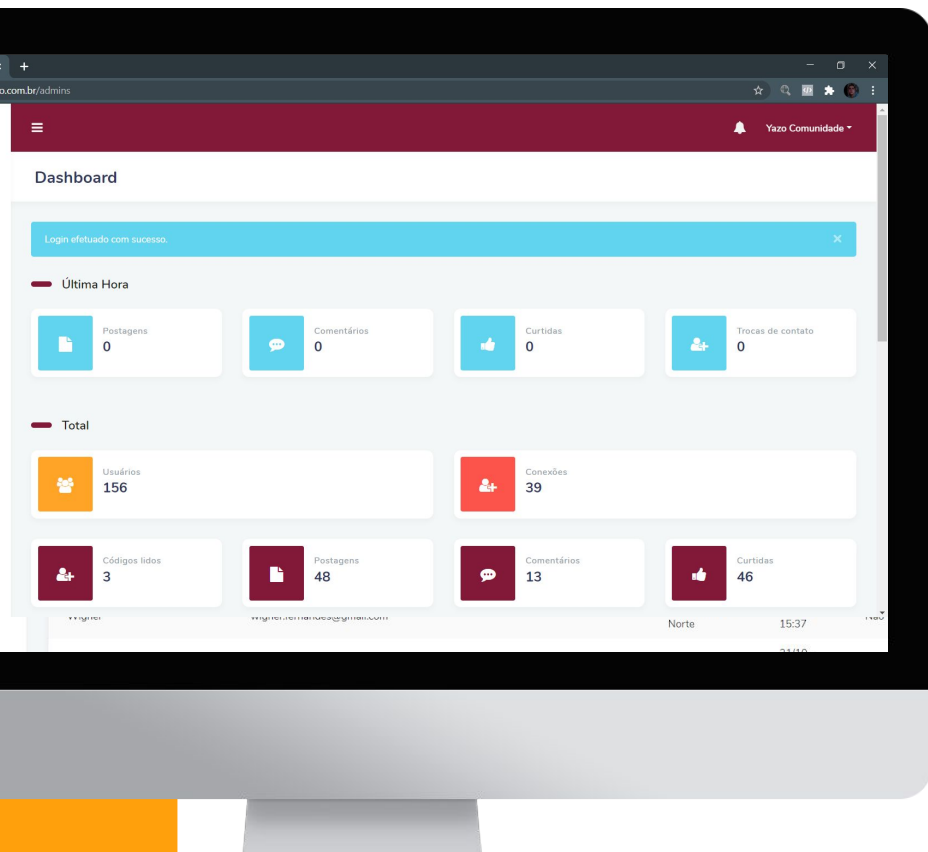 o.com.br/admins
Yazo Comunidade
Dashboard
Login efetuado com sucesso.
Última Hora
Postagens
0
Comentários
0
Curtidas
0
Trocas de contato
0
Total
Usuários
156
Conexões
39
Códigos lidos
3
Postagens
48
Comentários
13
Curtidas
46
Norte 15:37